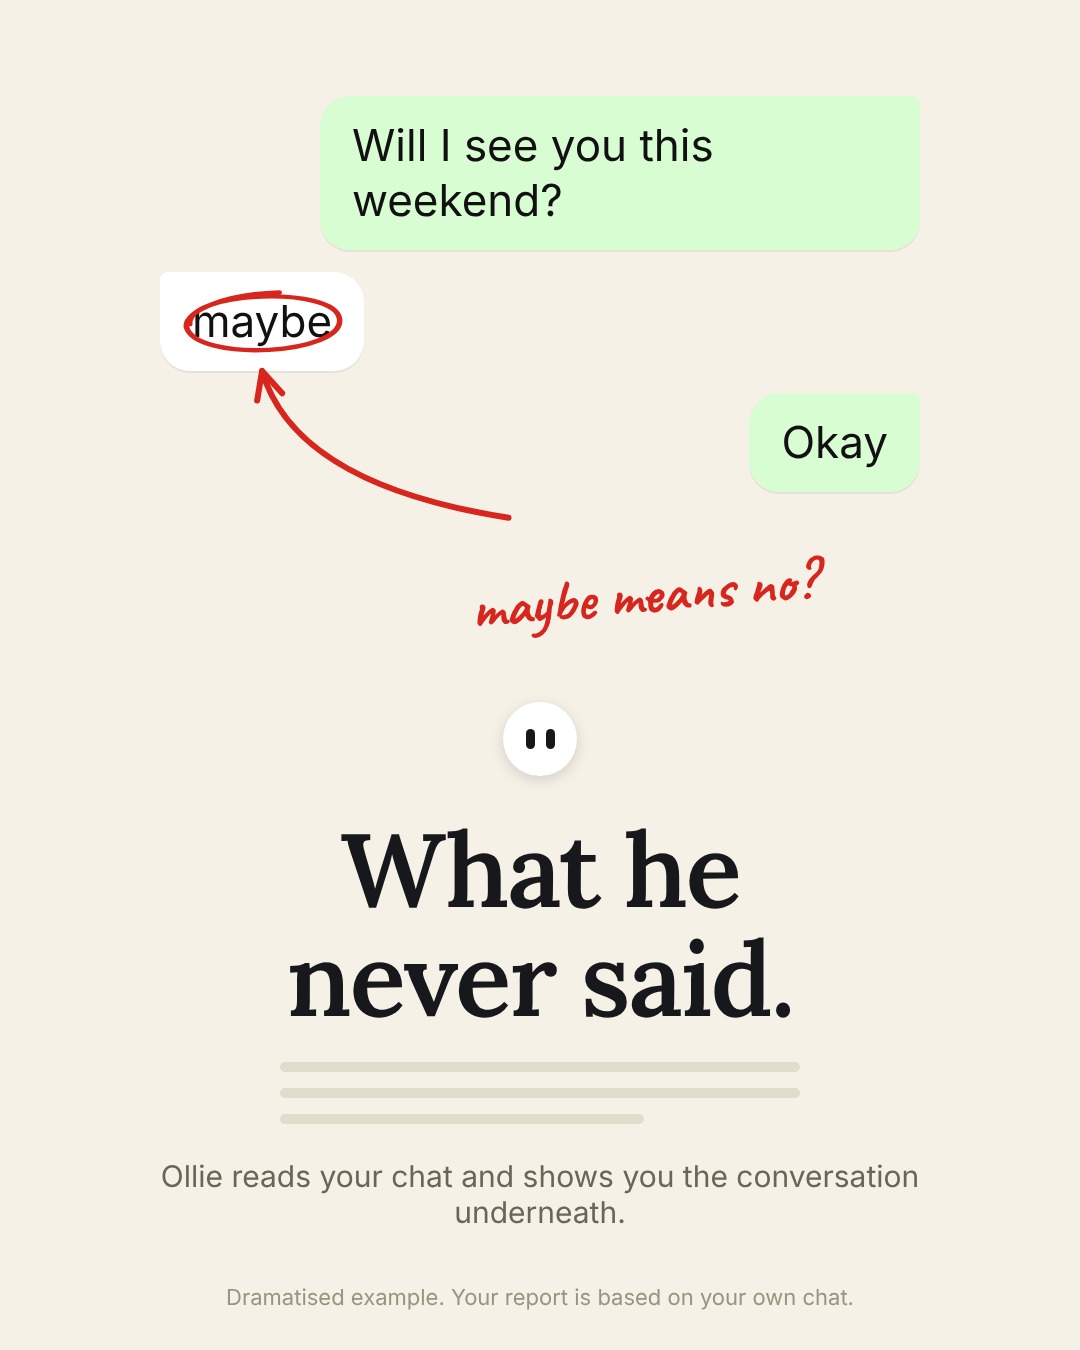 Will I see you this
weekend?
maybe
Okay
maybe means no?
What he
never said.
Ollie reads your chat and shows you the conversation
underneath.
Dramatised example. Your report is based on your own chat.